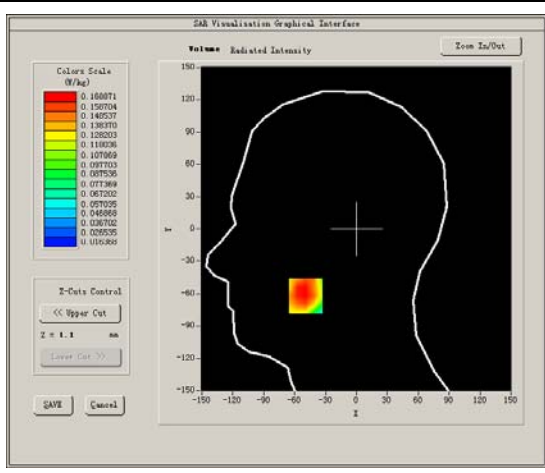 SAR Visualisation Graphical Interface
Volume Radiated Intensity
Zoom In/Out
Colors Scale
(W/kg)
0.168871
0.158704
0.148537
0.138370
0.128203
0.118036
0.107869
0.097703
0.087536
0.077369
0.067202
0.057035
0.046868
0.036702
0.026535
0.016368
150
120
90
60
30
0
-30
-60
-90
-120
-150
Y
-150 -120 -90 -60 -30 0 30 60 90 120 150
X
Z-Cuts Control
<< Upper Cut
Z = 1.1 mm
Lower Cut >>
SAVE Cancel